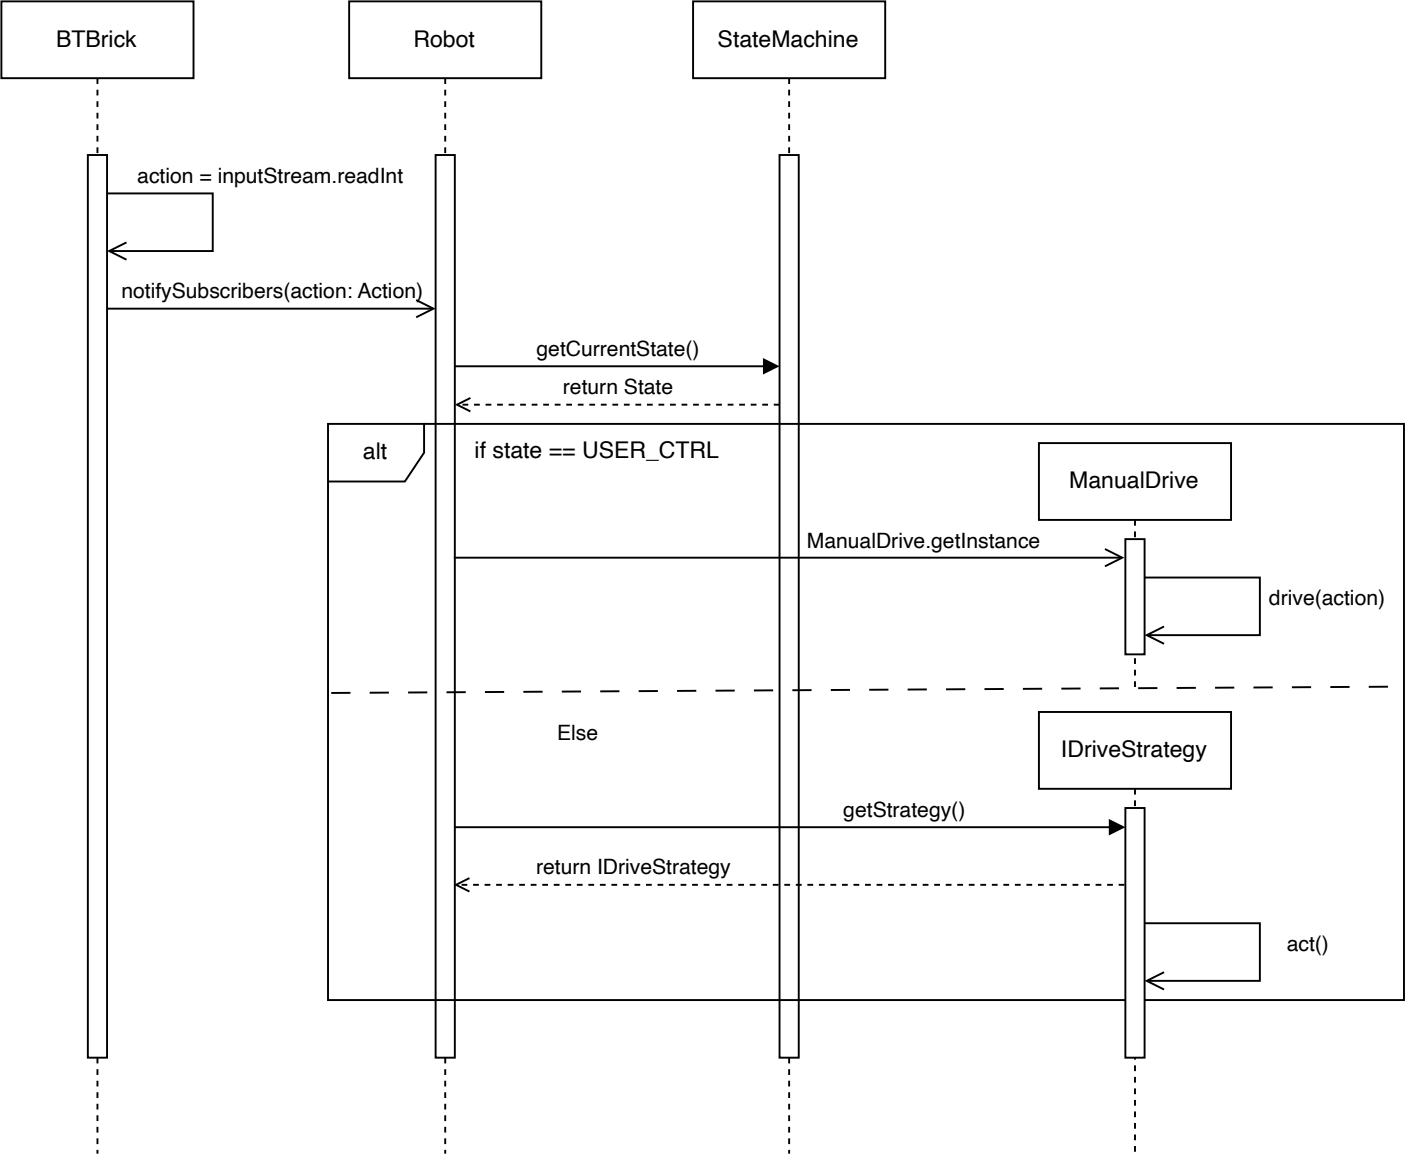 BTBrick
Robot
StateMachine
action = inputStream.readInt
notifySubscribers(action: Action)
getCurrentState()
return State
alt
if state == USER_CTRL
ManualDrive
ManualDrive.getInstance
drive(action)
Else
IDriveStrategy
getStrategy()
return IDriveStrategy
act()